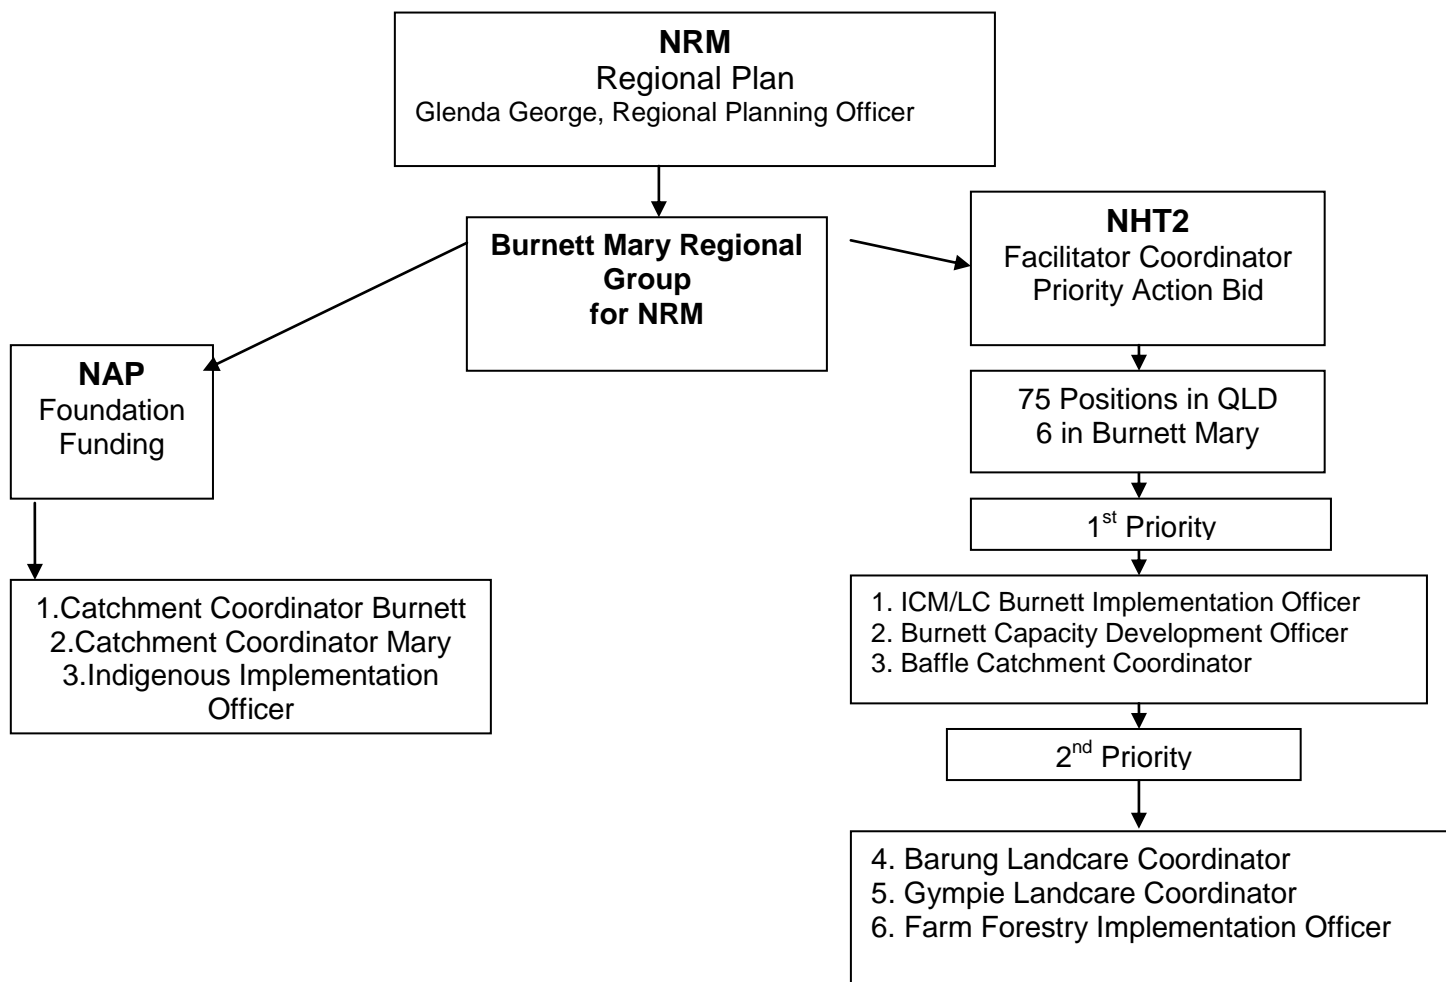 NRM
Regional Plan
Glenda George, Regional Planning Officer
Burnett Mary Regional
Group
for NRM
NHT2
Facilitator Coordinator
Priority Action Bid
NAP
Foundation
Funding
75 Positions in QLD
6 in Burnett Mary
1st Priority
1.Catchment Coordinator Burnett
2.Catchment Coordinator Mary
3.Indigenous Implementation
Officer
1. ICM/LC Burnett Implementation Officer
2. Burnett Capacity Development Officer
3. Baffle Catchment Coordinator
2nd Priority
4. Barung Landcare Coordinator
5. Gympie Landcare Coordinator
6. Farm Forestry Implementation Officer